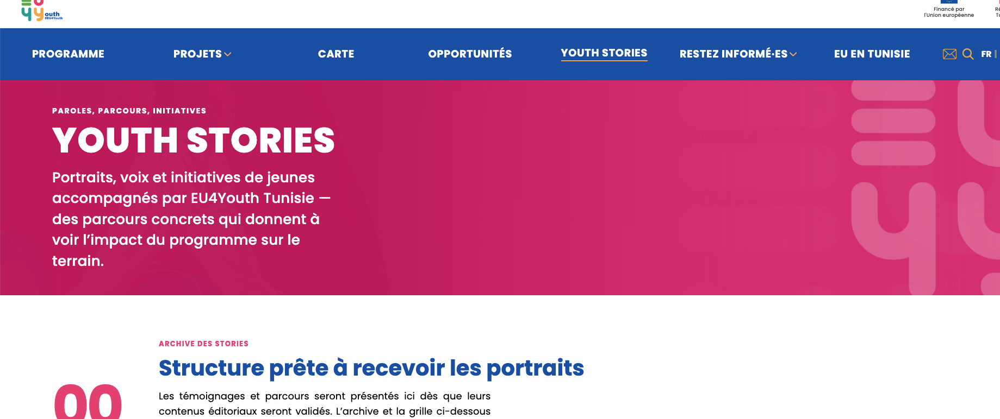 outh
#EU4Youth
Financé par
l'Union européenne
PROGRAMME
PROJETS
CARTE
OPPORTUNITÉS
YOUTH STORIES
RESTEZ INFORMÉ·ES
EU EN TUNISIE
FR |
PAROLES, PARCOURS, INITIATIVES
YOUTH STORIES
Portraits, voix et initiatives de jeunes
accompagnés par EU4Youth Tunisie —
des parcours concrets qui donnent à
voir l’impact du programme sur le
terrain.
ARCHIVE DES STORIES
Structure prête à recevoir les portraits
00
Les témoignages et parcours seront présentés ici dès que leurs
contenus éditoriaux seront validés. L’archive et la grille ci-dessous